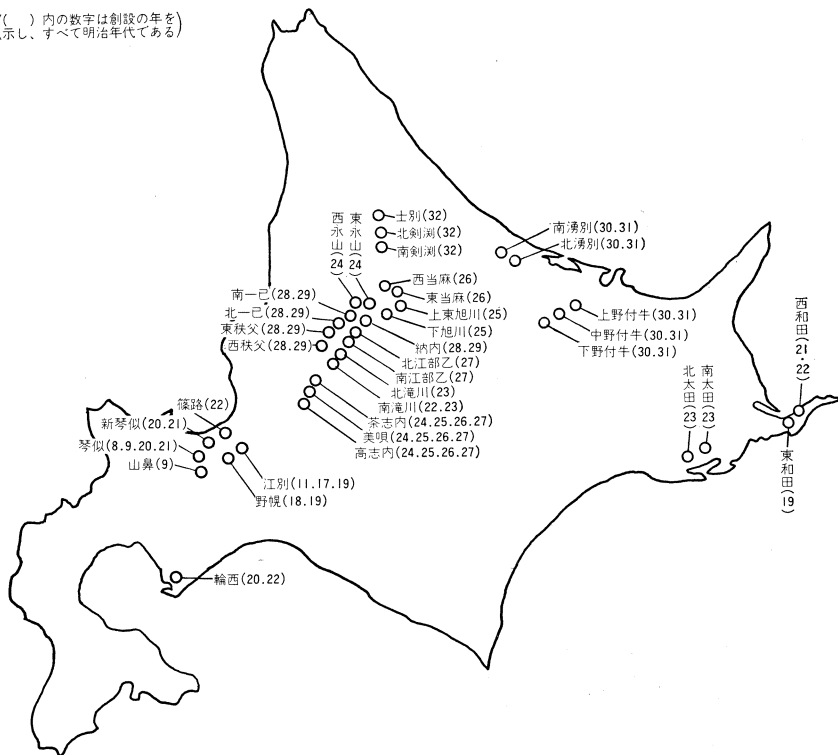 (( )内の数字は創設の年を
示し、すべて明治年代である)
士別(32)
北剣渕(32)
南剣渕(32)
東永山(24)
西永山(24)
南湧別(30.31)
北湧別(30.31)
西当麻(26)
東当麻(26)
上東旭川(25)
下旭川(25)
南一已(28.29)
北一已(28.29)
東秩父(28.29)
西秩父(28.29)
納内(28.29)
北江部乙(27)
南江部乙(27)
北滝川(23)
南滝川(22.23)
茶志内(24.25.26.27)
美唄(24.25.26.27)
高志内(24.25.26.27)
上野付牛(30.31)
中野付牛(30.31)
下野付牛(30.31)
西和田(21・22)
南太田(23)
北太田(23)
東和田(19)
篠路(22)
新琴似(20.21)
琴似(8.9.20.21)
山鼻(9)
江別(11.17.19)
野幌(18.19)
輪西(20.22)